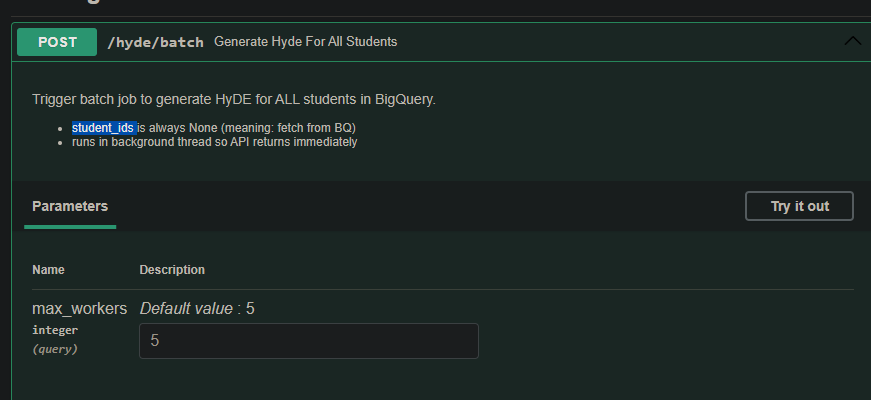 POST /hyde/batch Generate Hyde For All Students
Trigger batch job to generate HyDE for ALL students in BigQuery.
• student_ids is always None (meaning: fetch from BQ)
• runs in background thread so API returns immediately
Parameters
Try it out
Name Description
max_workers Default value : 5
integer
5
(query)